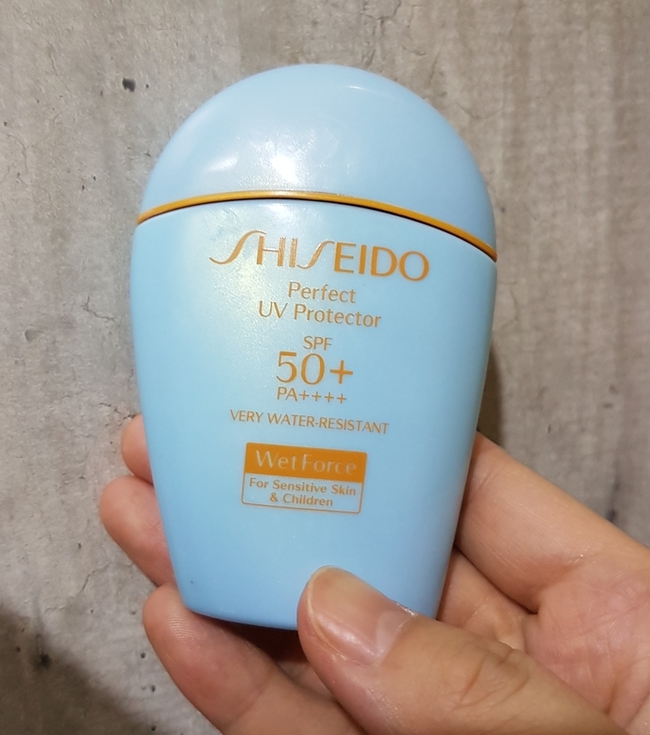 SHISEIDO
Perfect
UV Protector
SPF
50+
PA++++
VERY WATER-RESISTANT
WetForce
For Sensitive Skin
& Children